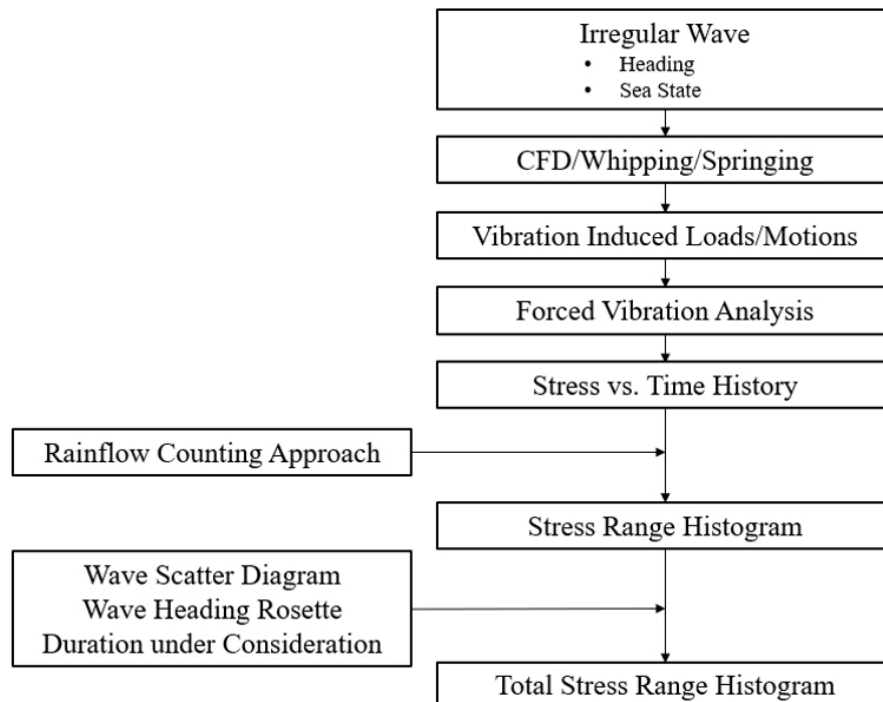 Irregular Wave
• Heading
• Sea State
CFD/Whipping/Springing
Vibration Induced Loads/Motions
Forced Vibration Analysis
Stress vs. Time History
Rainflow Counting Approach
Stress Range Histogram
Wave Scatter Diagram
Wave Heading Rosette
Duration under Consideration
Total Stress Range Histogram